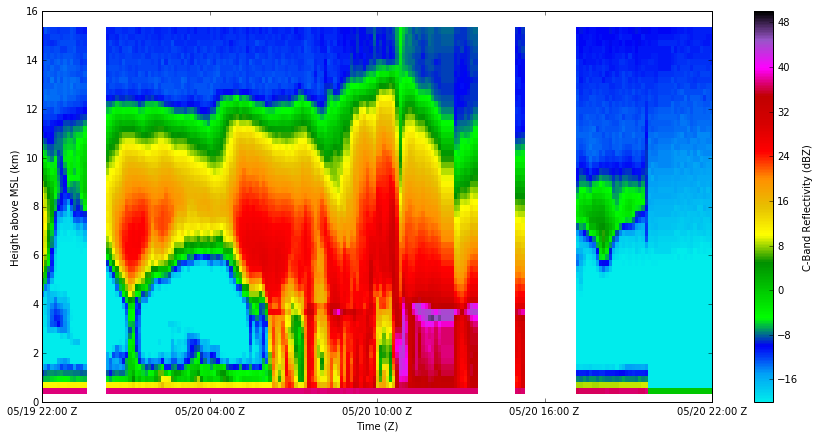 16
14
12
10
8
6
4
2
0
Height above MSL (km)
05/19 22:00 Z
05/20 04:00 Z
05/20 10:00 Z
05/20 16:00 Z
05/20 22:00 Z
Time (Z)
48
40
32
24
16
8
0
−8
−16
C-Band Reflectivity (dBZ)